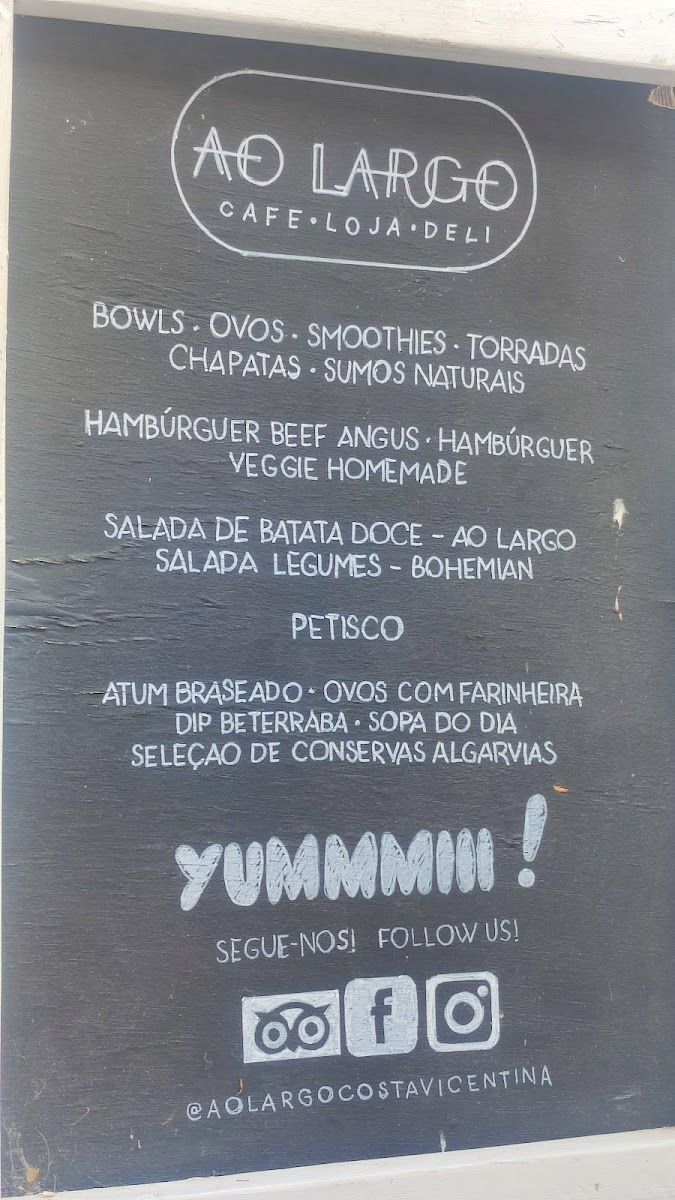 AO LARGO
CAFE • LOJA • DELI
BOWLS • OVOS • SMOOTHIES • TORRADAS
CHAPATAS • SUMOS NATURAIS
HAMBÚRGUER BEEF ANGUS • HAMBÚRGUER
VEGGIE HOMEMADE
SALADA DE BATATA DOCE - AO LARGO
SALADA LEGUMES - BOHEMIAN
PETISCO
ATUM BRASEADO • OVOS COM FARINHEIRA
DIP BETERRABA • SOPA DO DIA
SELEÇAO DE CONSERVAS ALGARVIAS
YUMMMIII!
SEGUE-NOS! FOLLOW US!
f
@AOLARGOCOSTAVICENTINA